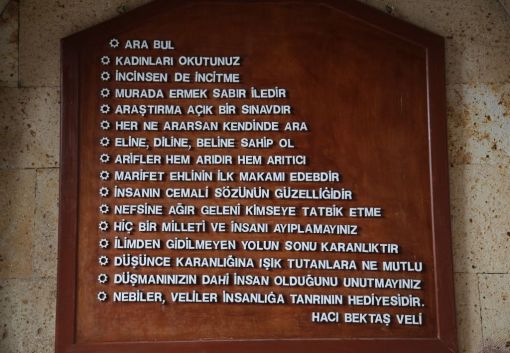 ARA BUL
KADINLARI OKUTUNUZ
İNCİNSEN DE İNCİTME
MURADA ERMEK SABIR İLEDİR
ARAŞTIRMA AÇIK BİR SINAVDIR
HER NE ARARSAN KENDİNDE ARA
ELİNE, DİLİNE, BELİNE SAHİP OL
ARİFLER HEM ARIDIR HEM ARITICI
MARİFET EHLİNİN İLK MAKAMI EDEBDİR
İNSANIN CEMALİ SÖZÜNÜN GÜZELLİĞİDİR
NEFSİNE AĞIR GELENİ KİMSEYE TATBİK ETME
HİÇ BİR MİLLETİ VE İNSANI AYIPLAMAYINIZ
İLİMDEN GİDİLMEYEN YOLUN SONU KARANLIKTIR
DÜŞÜNCE KARANLIĞINA IŞIK TUTANLARA NE MUTLU
DÜŞMANINIZIN DAHİ İNSAN OLDUĞUNU UNUTMAYINIZ
NEBİLER, VELİLER İNSANLIĞA TANRININ HEDİYESİDİR.
HACI BEKTAŞ VELİ